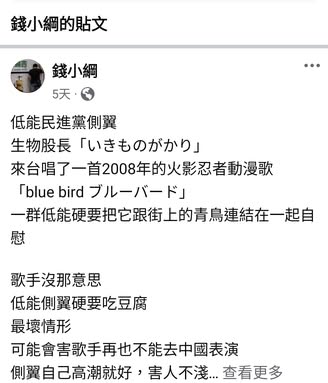 錢小綱的貼文
錢小綱
5天·
低能民進黨側翼
生物股長「いきものがかり」
來台唱了一首2008年的火影忍者動漫歌
「blue bird ブルーバード」
一群低能硬要把它跟街上的青鳥連結在一起自
慰
歌手沒那意思
低能側翼硬要吃豆腐
最壞情形
可能會害歌手再也不能去中國表演
側翼自己高潮就好，害人不淺... 查看更多